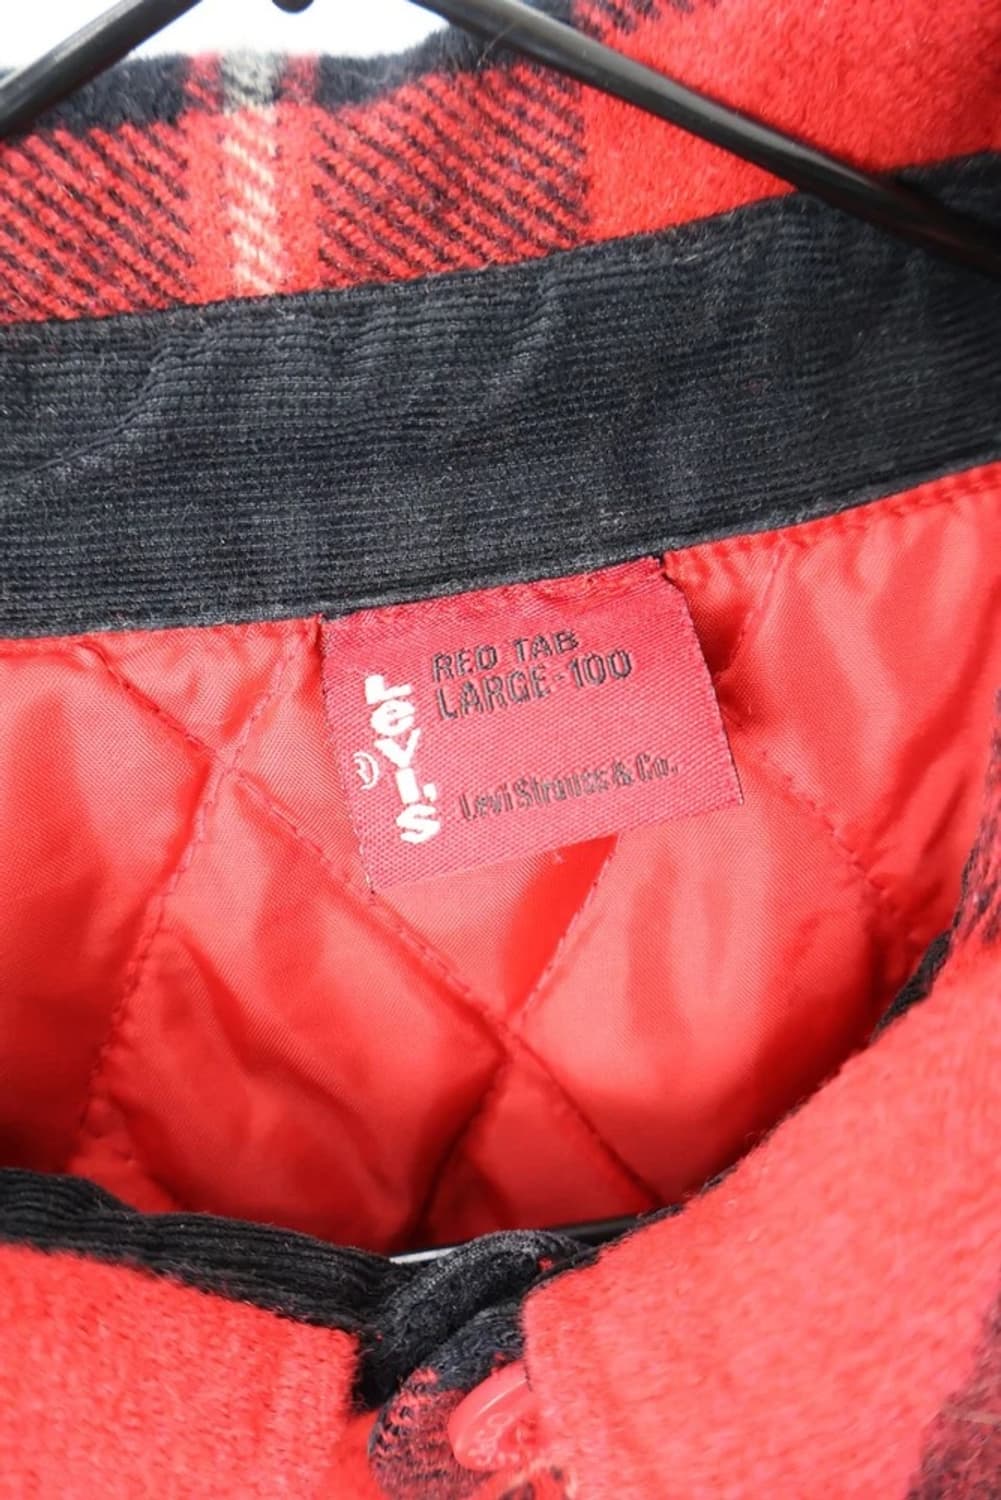 RED TAB
LARGE-100
Levi's
Levi Strauss & Co.